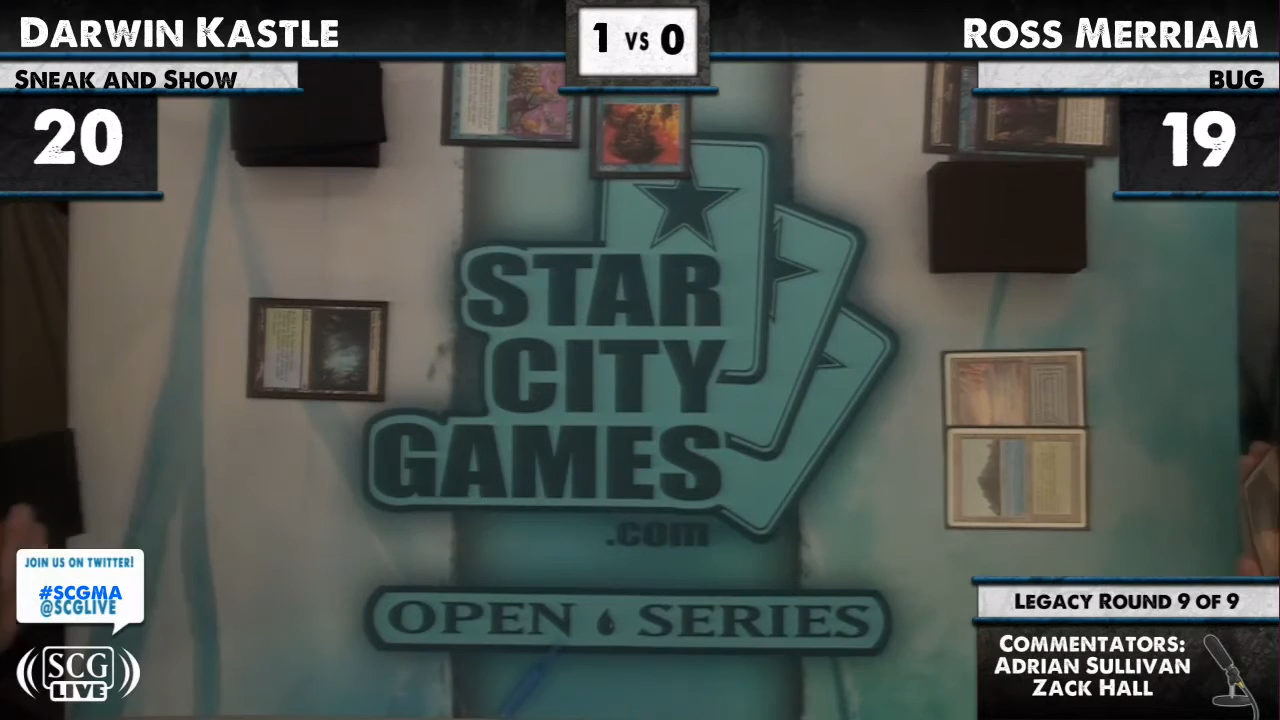 DARWIN KASTLE
1 VS 0
ROSS MERRIAM
SNEAK AND SHOW
BUG
20
19
STAR
CITY
GAMES
.com
OPEN SERIES
JOIN US ON TWITTER!
#SCGMA
@SCGLIVE
SCG
LIVE
LEGACY ROUND 9 OF 9
COMMENTATORS:
ADRIAN SULLIVAN
ZACK HALL